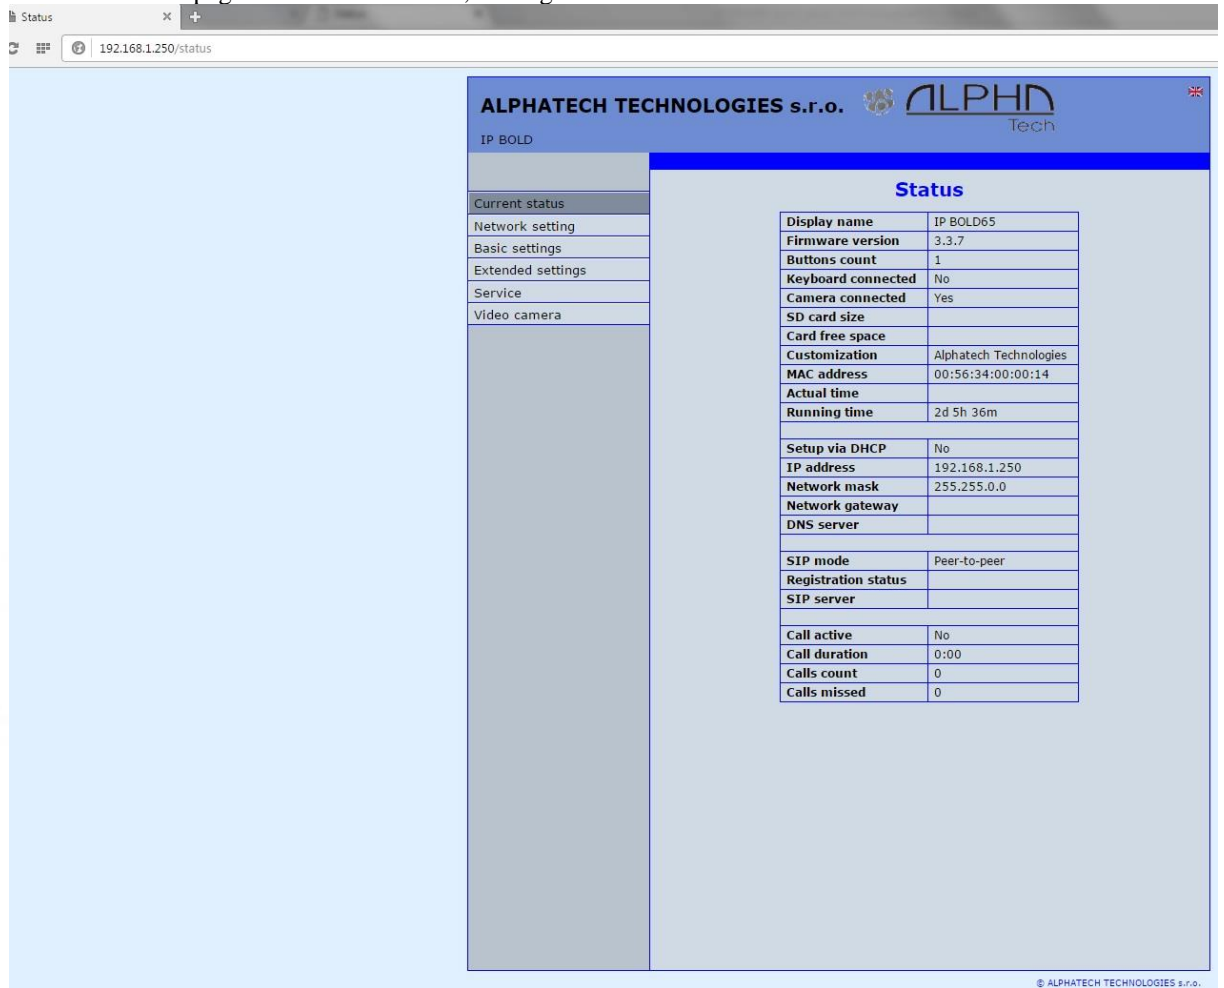 Status
192.168.1.250/status
ALPHATECH TECHNOLOGIES s.r.o.
ALPHA
Tech
IP BOLD
Current status
Network setting
Basic settings
Extended settings
Service
Video camera
Status
Display name IP BOLD65
Firmware version 3.3.7
Buttons count 1
Keyboard connected No
Camera connected Yes
SD card size
Card free space
Customization Alphatech Technologies
MAC address 00:56:34:00:00:14
Actual time
Running time 2d 5h 36m
Setup via DHCP No
IP address 192.168.1.250
Network mask 255.255.0.0
Network gateway
DNS server
SIP mode Peer-to-peer
Registration status
SIP server
Call active No
Call duration 0:00
Calls count 0
Calls missed 0
© ALPHATECH TECHNOLOGIES s.r.o.